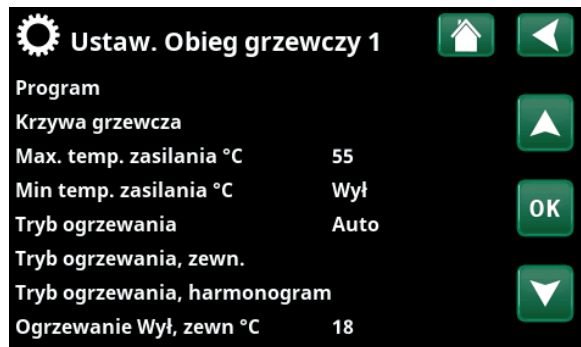 Ustaw. Obieg grzewczy 1
Program
Krzywa grzewcza
Max. temp. zasilania °C 55
Min temp. zasilania °C Wył
Tryb ogrzewania Auto
OK
Tryb ogrzewania, zewn.
Tryb ogrzewania, harmonogram
Ogrzewanie Wył, zewn °C 18